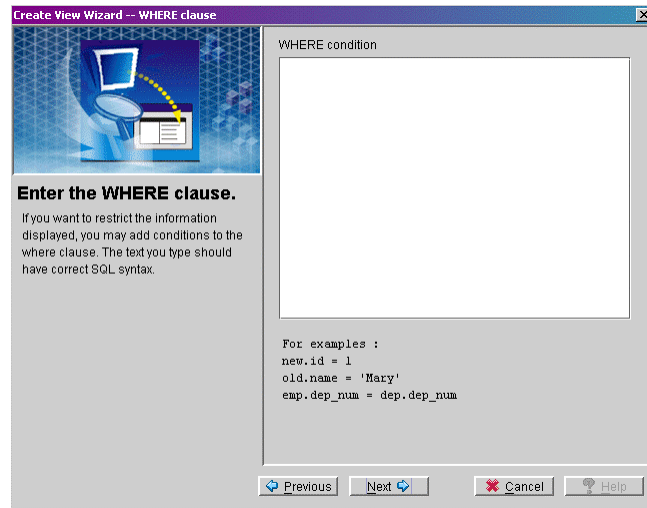 Create View Wizard -- WHERE clause
WHERE condition
Enter the WHERE clause.
If you want to restrict the information
displayed, you may add conditions to the
where clause. The text you type should
have correct SQL syntax.
For examples :
new.id = 1
old.name = 'Mary'
emp.dep_num = dep.dep_num
Previous
Next
Cancel
Help